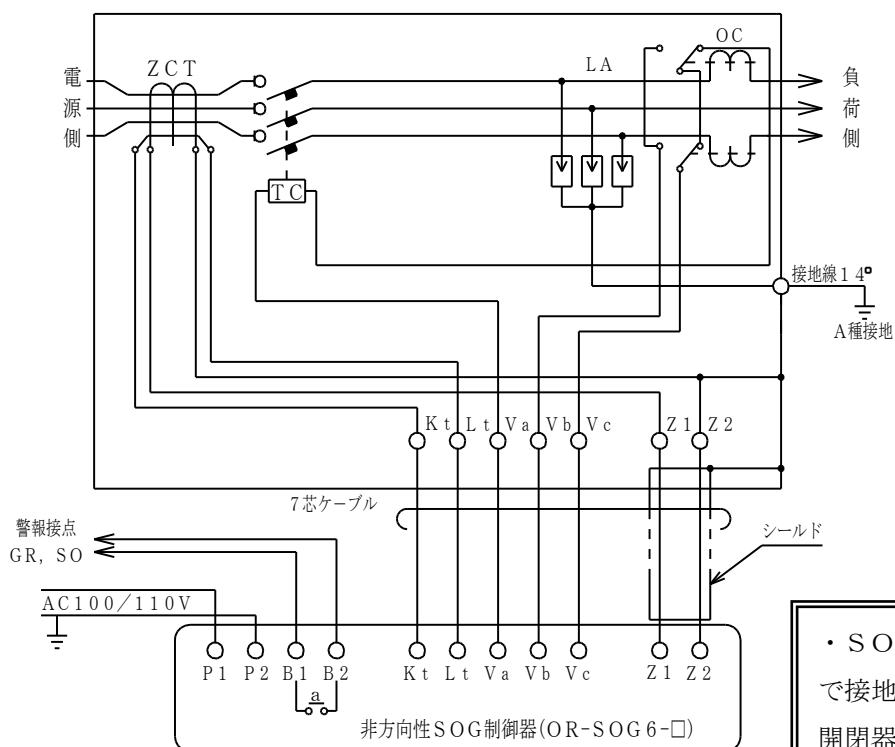 ZCT
OC
LA
電源側
負荷側
TC
接地線14□
A種接地
Kt Lt Va Vb Vc Z1 Z2
7芯ケーブル
警報接点
GR, SO
シールド
AC100/110V
P1 P2 B1 B2 Kt Lt Va Vb Vc Z1 Z2
a
非方向性SOG制御器(OR-SOG6-□)
・SO
で接地
開閉器